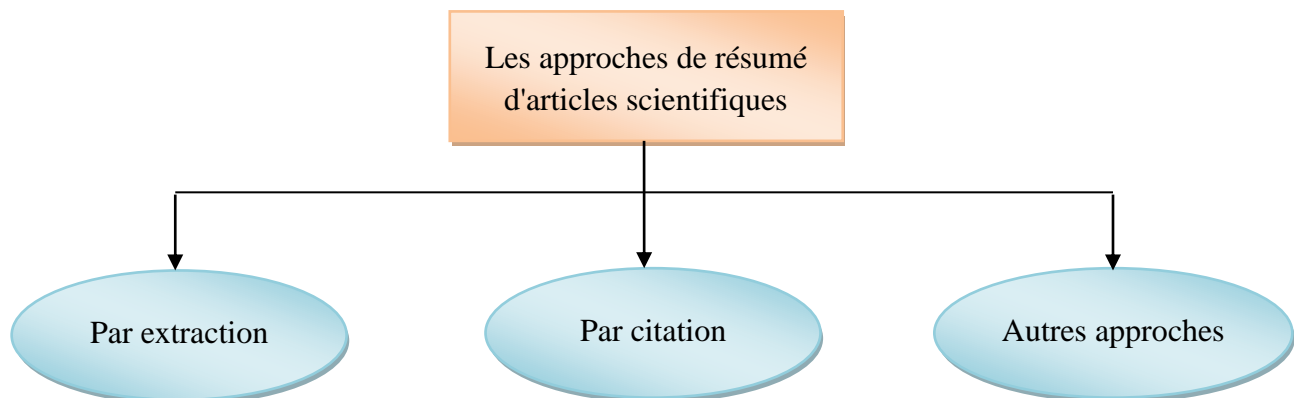 Les approches de résumé
d'articles scientifiques
Par extraction
Par citation
Autres approches